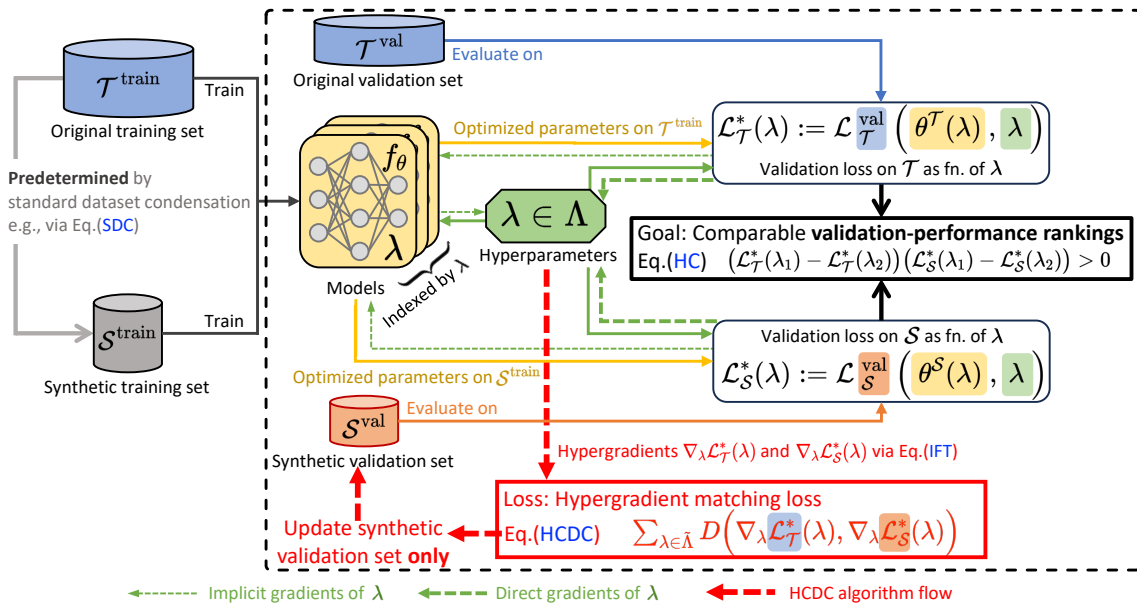 𝒯^val
Original validation set
Evaluate on
𝒯^train
Original training set
Train
Predetermined by
standard dataset condensation
e.g., via Eq.(SDC)
𝒮^train
Synthetic training set
Train
f_θ
λ
Models
Indexed by λ
Optimized parameters on 𝒯^train
λ ∈ Λ
Hyperparameters
ℒ*_𝒯(λ) := ℒ^val_𝒯 (θ^𝒯(λ), λ)
Validation loss on 𝒯 as fn. of λ
Goal: Comparable validation-performance rankings
Eq.(HC) (ℒ*_𝒯(λ₁) − ℒ*_𝒯(λ₂))(ℒ*_𝒮(λ₁) − ℒ*_𝒮(λ₂)) > 0
Validation loss on 𝒮 as fn. of λ
ℒ*_𝒮(λ) := ℒ^val_𝒮 (θ^𝒮(λ), λ)
Optimized parameters on 𝒮^train
𝒮^val
Evaluate on
Synthetic validation set
Hypergradients ∇_λℒ*_𝒯(λ) and ∇_λℒ*_𝒮(λ) via Eq.(IFT)
Loss: Hypergradient matching loss
Eq.(HCDC) ∑_{λ∈Λ̃} D(∇_λℒ*_𝒯(λ), ∇_λℒ*_𝒮(λ))
Update synthetic
validation set only
Implicit gradients of λ
Direct gradients of λ
HCDC algorithm flow